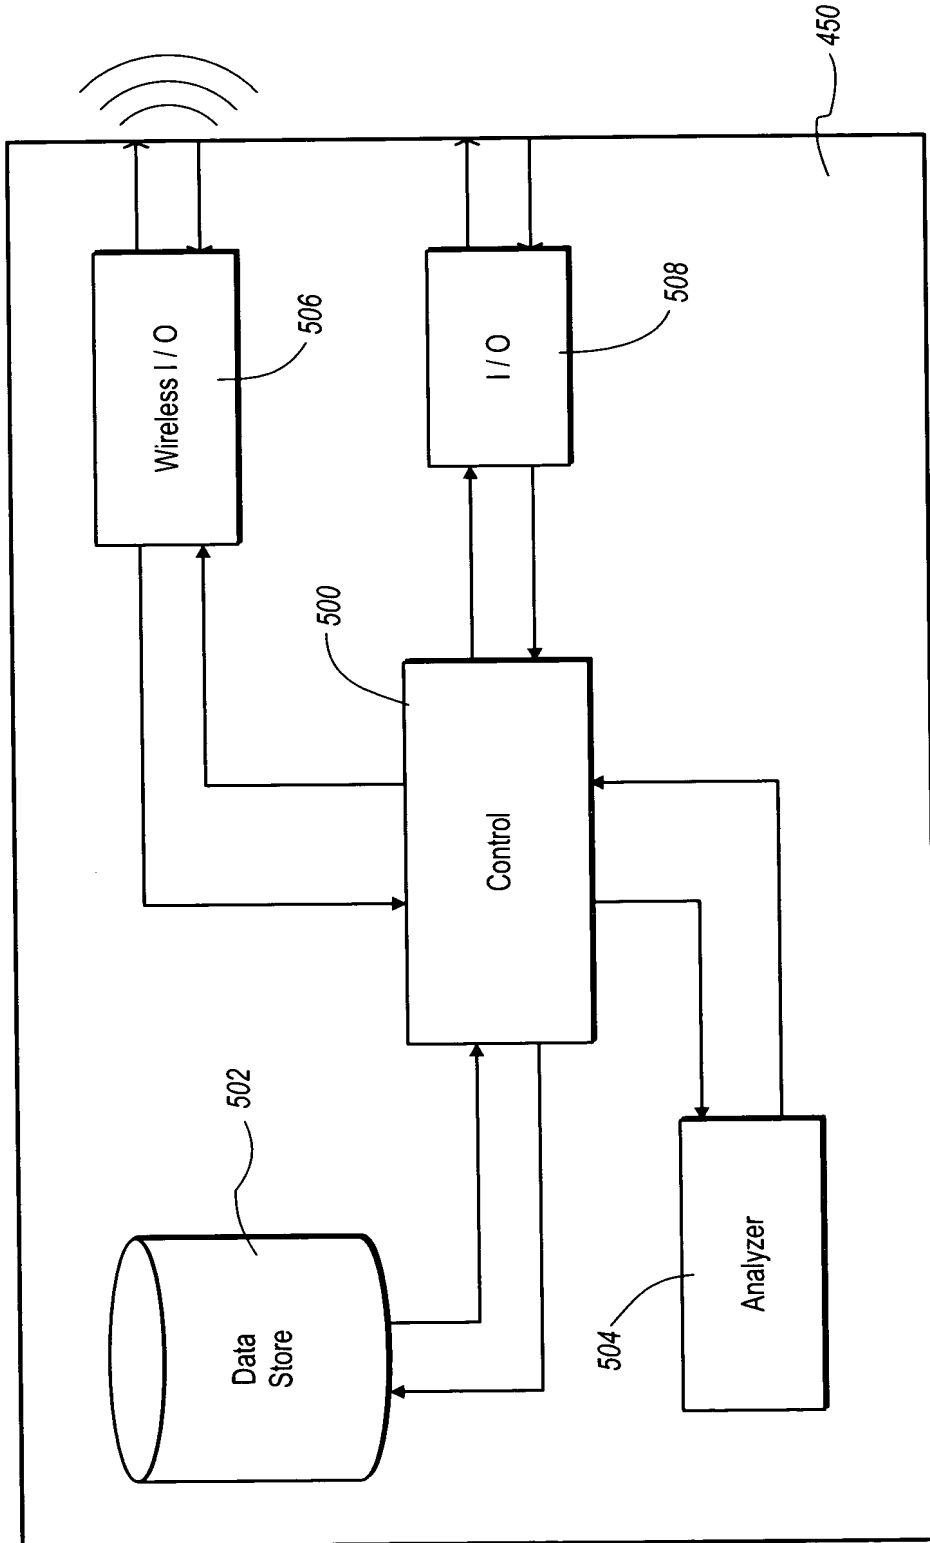 Data
Store
502
Analyzer
504
Control
500
Wireless I / O
506
I / O
508
450